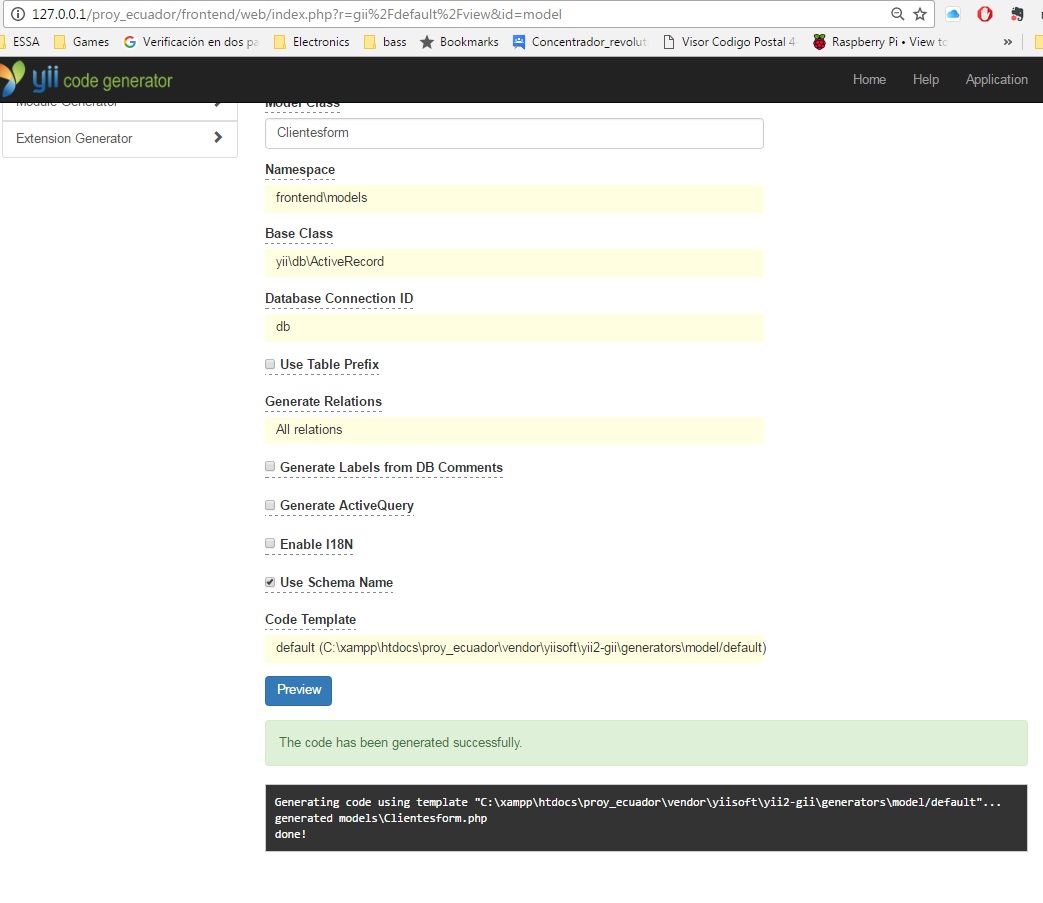 127.0.0.1/proy_ecuador/frontend/web/index.php?r=gii%2Fdefault%2Fview&id=model
ESSA Games Verificación en dos pa Electronics bass Bookmarks Concentrador_revolut Visor Codigo Postal 4 Raspberry Pi • View to »
yii code generator Home Help Application
Module Generator
Extension Generator
Model Class
Clientesform
Namespace
frontend\models
Base Class
yii\db\ActiveRecord
Database Connection ID
db
Use Table Prefix
Generate Relations
All relations
Generate Labels from DB Comments
Generate ActiveQuery
Enable I18N
Use Schema Name
Code Template
default (C:\xampp\htdocs\proy_ecuador\vendor\yiisoft\yii2-gii\generators\model/default)
Preview
The code has been generated successfully.
Generating code using template "C:\xampp\htdocs\proy_ecuador\vendor\yiisoft\yii2-gii\generators\model/default"...
generated models\Clientesform.php
done!